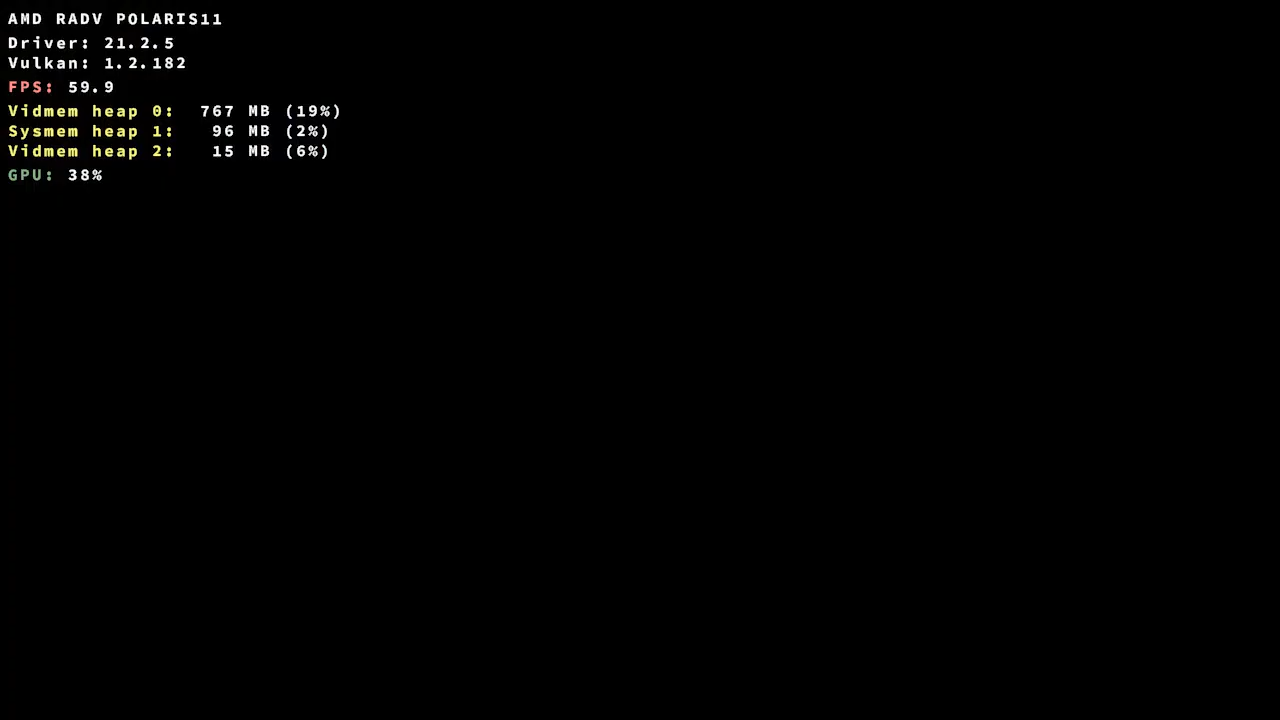 AMD RADV POLARIS11
Driver: 21.2.5
Vulkan: 1.2.182
FPS: 59.9
Vidmem heap 0: 767 MB (19%)
Sysmem heap 1: 96 MB (2%)
Vidmem heap 2: 15 MB (6%)
GPU: 38%